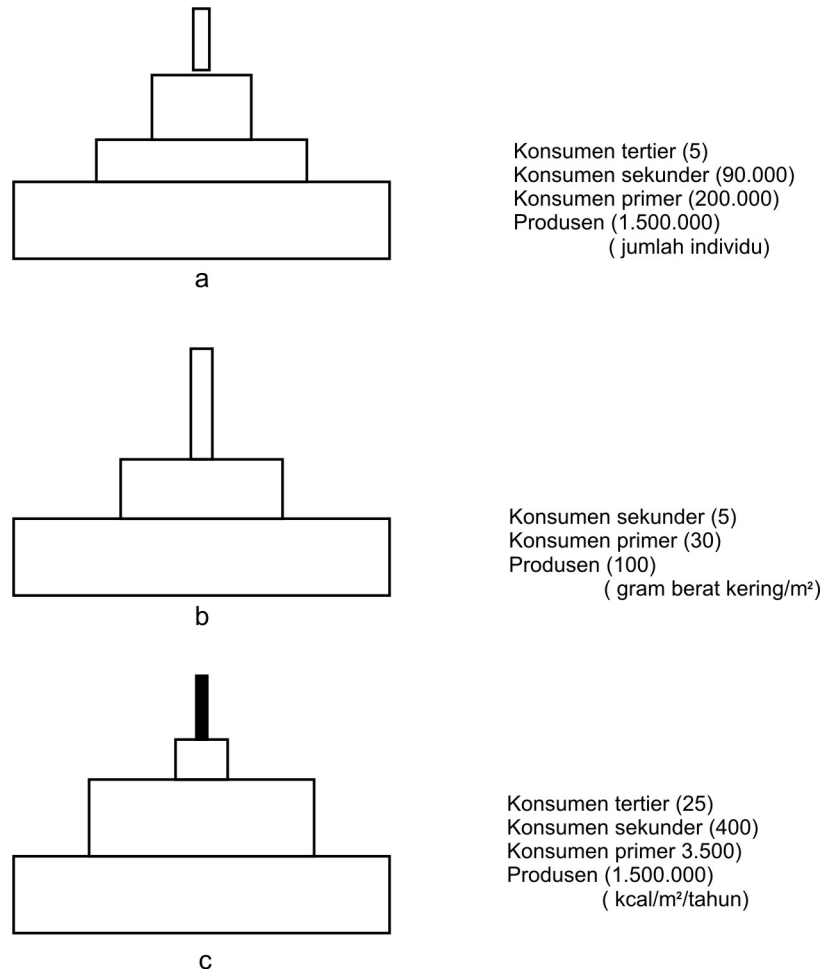 Konsumen tertier (5)
Konsumen sekunder (90.000)
Konsumen primer (200.000)
Produsen (1.500.000)
( jumlah individu)
a
Konsumen sekunder (5)
Konsumen primer (30)
Produsen (100)
( gram berat kering/m²)
b
Konsumen tertier (25)
Konsumen sekunder (400)
Konsumen primer 3.500)
Produsen (1.500.000)
( kcal/m²/tahun)
c